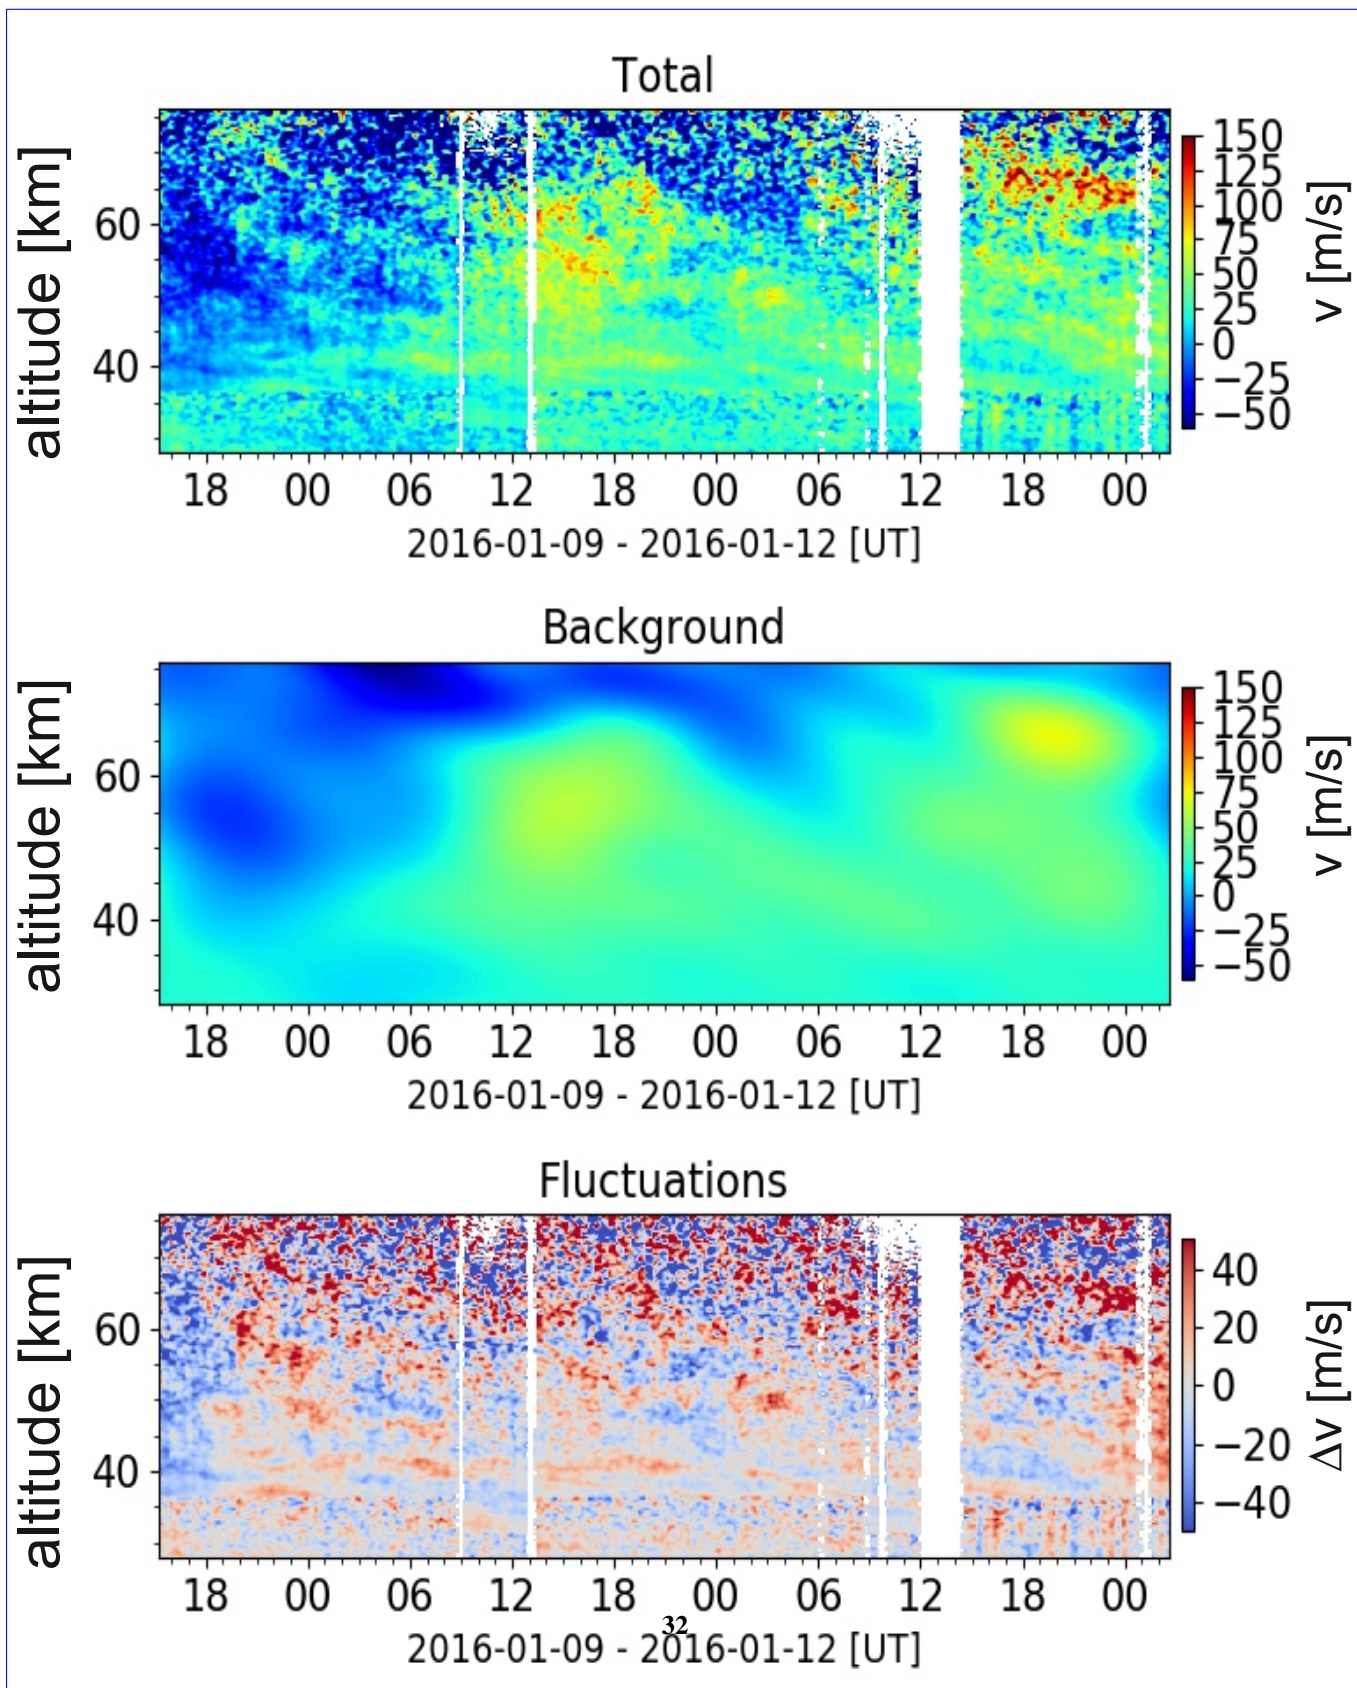 Total
altitude [km]
60
40
150
125
100
75
50
25
0
−25
−50
v [m/s]
18 00 06 12 18 00 06 12 18 00
2016-01-09 - 2016-01-12 [UT]
Background
altitude [km]
60
40
150
125
100
75
50
25
0
−25
−50
v [m/s]
18 00 06 12 18 00 06 12 18 00
2016-01-09 - 2016-01-12 [UT]
Fluctuations
altitude [km]
60
40
40
20
0
−20
−40
Δv [m/s]
18 00 06 12 18 00 06 12 18 00
32
2016-01-09 - 2016-01-12 [UT]